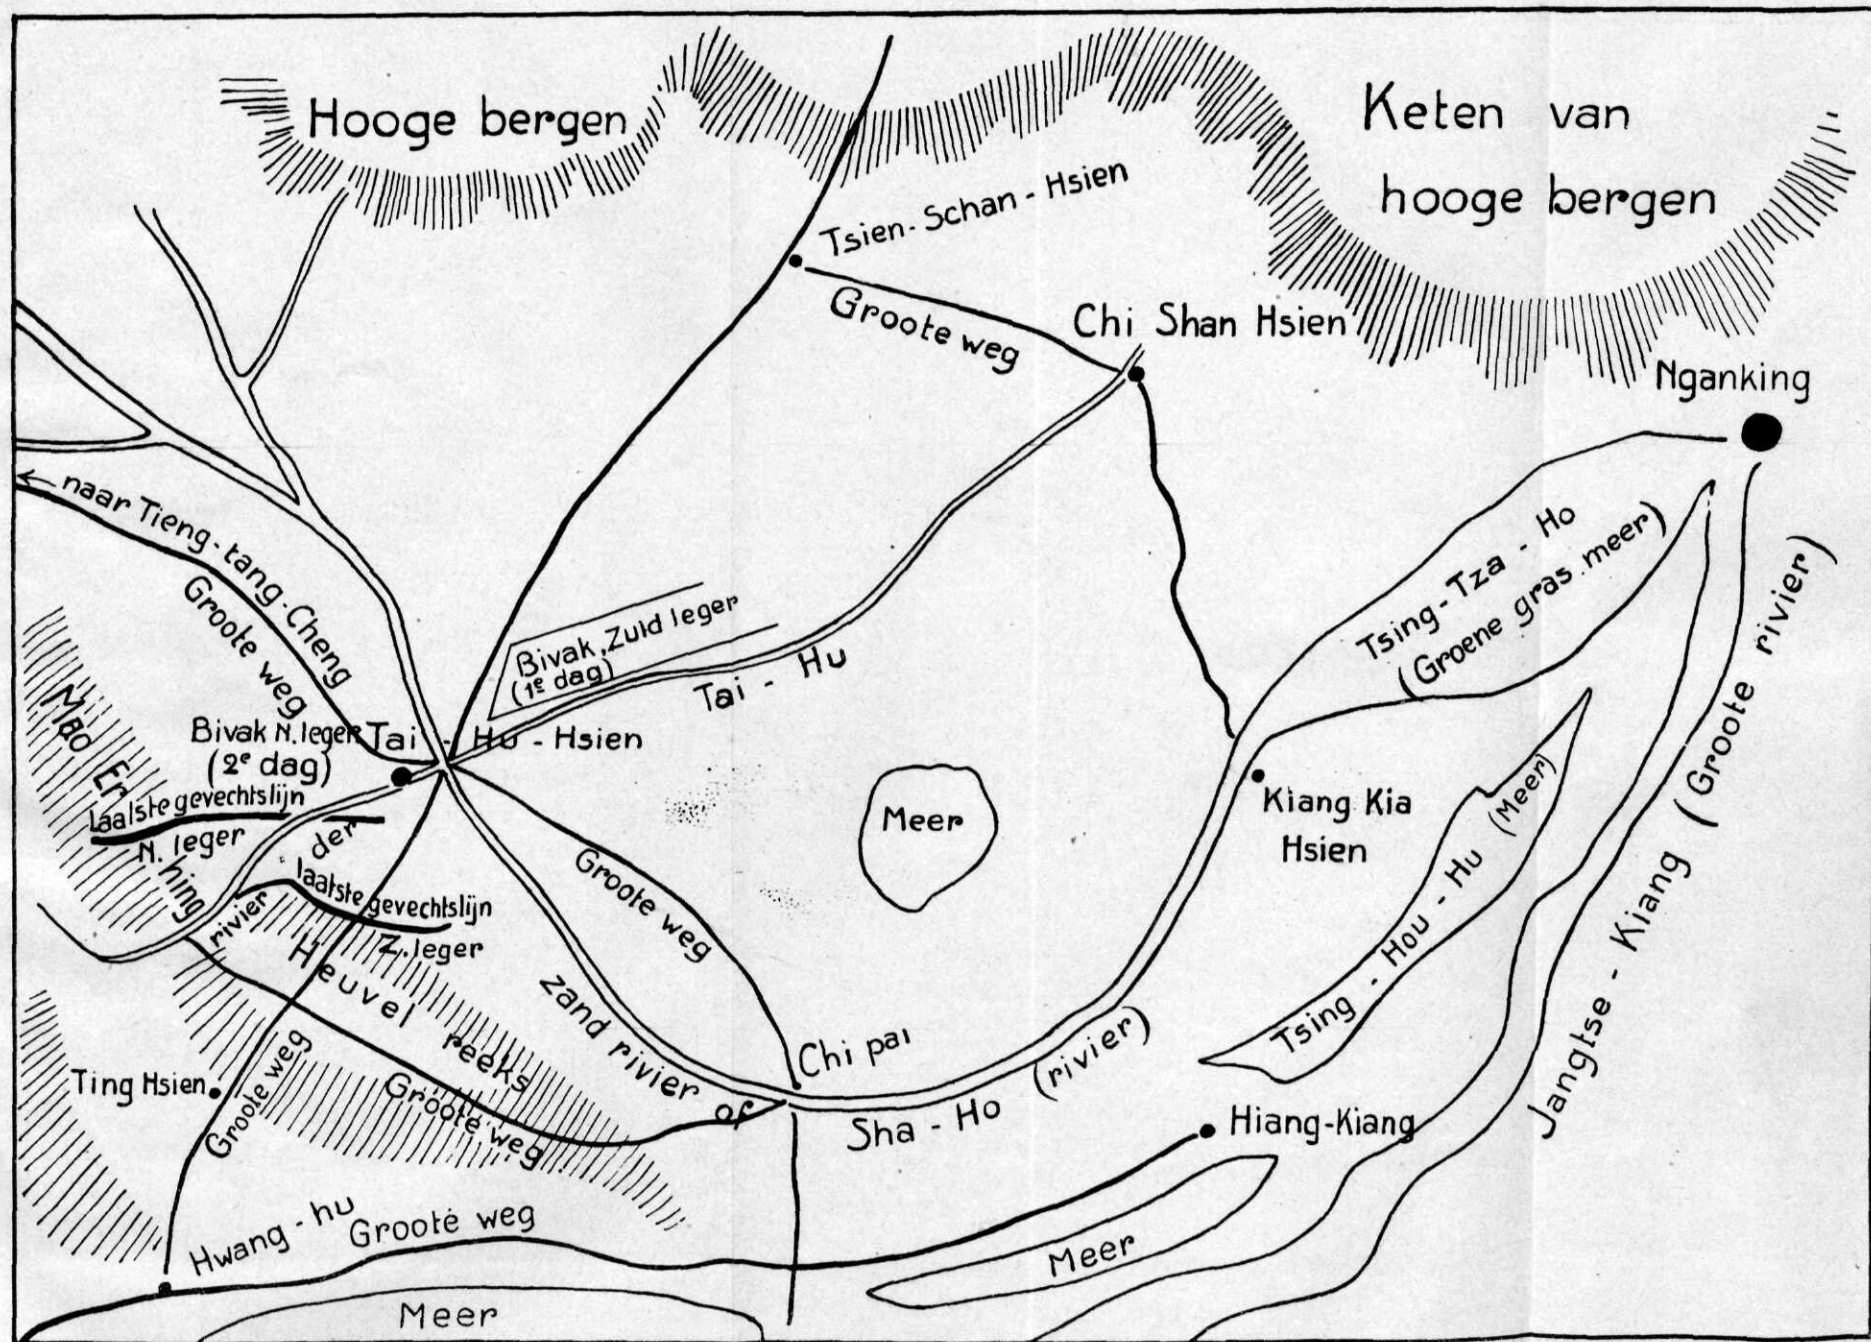 Hooge bergen
Keten van
hooge bergen
Tsien-Schan-Hsien
Groote weg
Chi Shan Hsien
Nganking
naar Tieng-tang-Cheng
Groote weg
Bivak, Zuid leger
(1e dag)
Tai - Hu
Tsing-Tza-Ho
(Groene gras meer)
Mao Er hing
Bivak N. leger
(2e dag)
Tai - Hu - Hsien
Laatste gevechtslijn
N. leger
der
rivier
laatste gevechtslijn
Z. leger
Heuvel reeks
Groote weg
Meer
Kiang Kia
Hsien
Tsing - Hou - Hu (Meer)
Jangtse - Kiang (Groote rivier)
Zand rivier of
Sha - Ho (rivier)
Chi pai
Ting Hsien
Groote weg
Groote weg
Hiang-Kiang
Hwang-hu
Groote weg
Meer
Meer